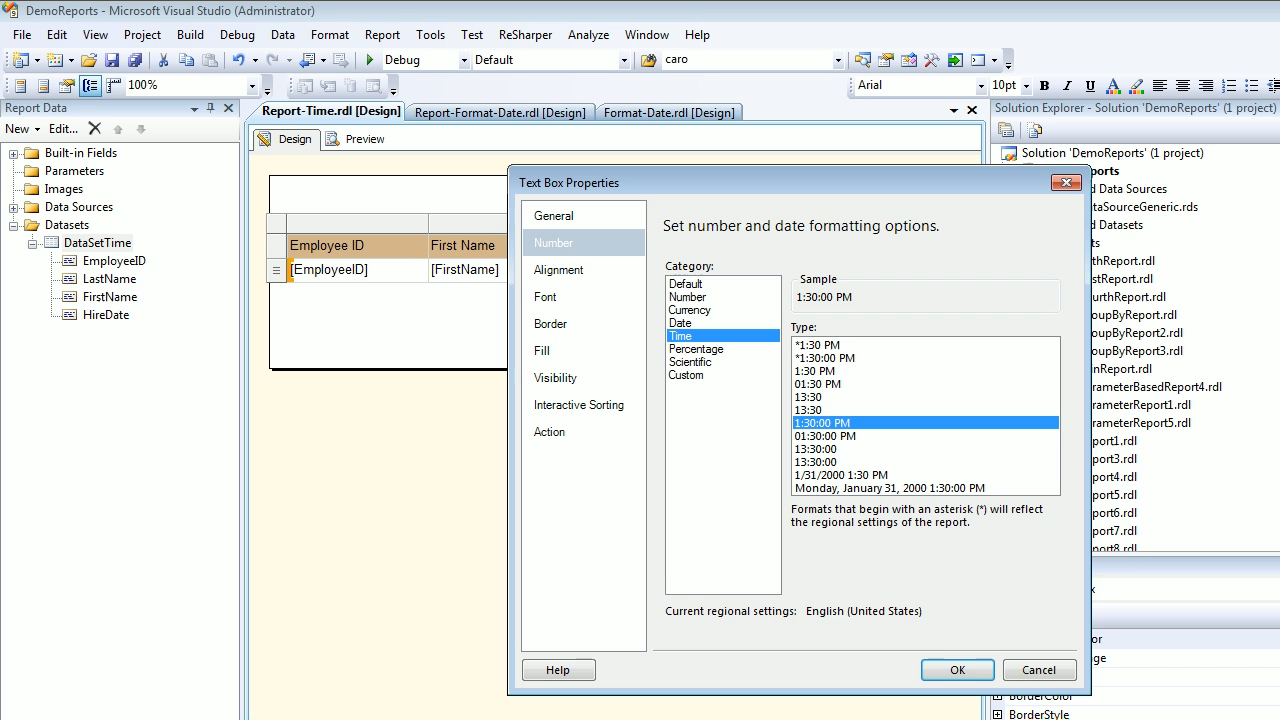 DemoReports - Microsoft Visual Studio (Administrator)
File Edit View Project Build Debug Data Format Report Tools Test ReSharper Analyze Window Help
Debug Default caro
100% Arial 10pt B I U A
Report Data
New Edit...
Built-in Fields
Parameters
Images
Data Sources
Datasets
DataSetTime
EmployeeID
LastName
FirstName
HireDate
Report-Time.rdl [Design] Report-Format-Date.rdl [Design] Format-Date.rdl [Design]
Design Preview
Employee ID First Name
[EmployeeID] [FirstName]
Text Box Properties
General
Number
Alignment
Font
Border
Fill
Visibility
Interactive Sorting
Action
Set number and date formatting options.
Category:
Default
Number
Currency
Date
Time
Percentage
Scientific
Custom
Sample
1:30:00 PM
Type:
*1:30 PM
*1:30:00 PM
1:30 PM
01:30 PM
13:30
13:30
1:30:00 PM
01:30:00 PM
13:30:00
13:30:00
1/31/2000 1:30 PM
Monday, January 31, 2000 1:30:00 PM
Formats that begin with an asterisk (*) will reflect
the regional settings of the report.
Current regional settings: English (United States)
Help OK Cancel
Solution Explorer - Solution 'DemoReports' (1 project)
Solution 'DemoReports' (1 project)
ports
d Data Sources
ataSourceGeneric.rds
d Datasets
ts
thReport.rdl
stReport.rdl
urthReport.rdl
oupByReport.rdl
oupByReport2.rdl
oupByReport3.rdl
nReport.rdl
arameterBasedReport4.rdl
arameterReport1.rdl
arameterReport5.rdl
port1.rdl
port3.rdl
port4.rdl
port5.rdl
port6.rdl
port7.rdl
port8.rdl
x
or
ge
BorderColor
BorderStyle